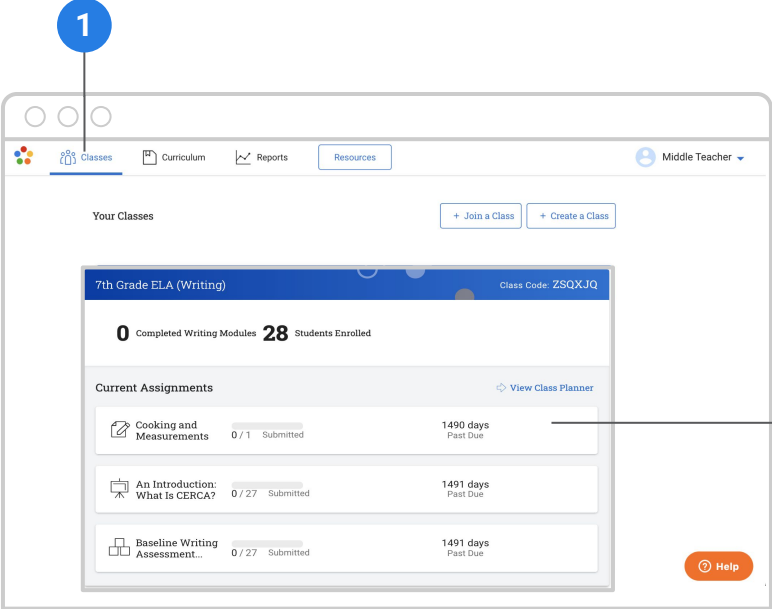 1
Classes Curriculum Reports Resources Middle Teacher
Your Classes + Join a Class + Create a Class
7th Grade ELA (Writing) Class Code: ZSQXJQ
0 Completed Writing Modules 28 Students Enrolled
Current Assignments View Class Planner
Cooking and
Measurements 0 / 1 Submitted
1490 days
Past Due
An Introduction:
What Is CERCA? 0 / 27 Submitted
1491 days
Past Due
Baseline Writing
Assessment... 0 / 27 Submitted
1491 days
Past Due
? Help